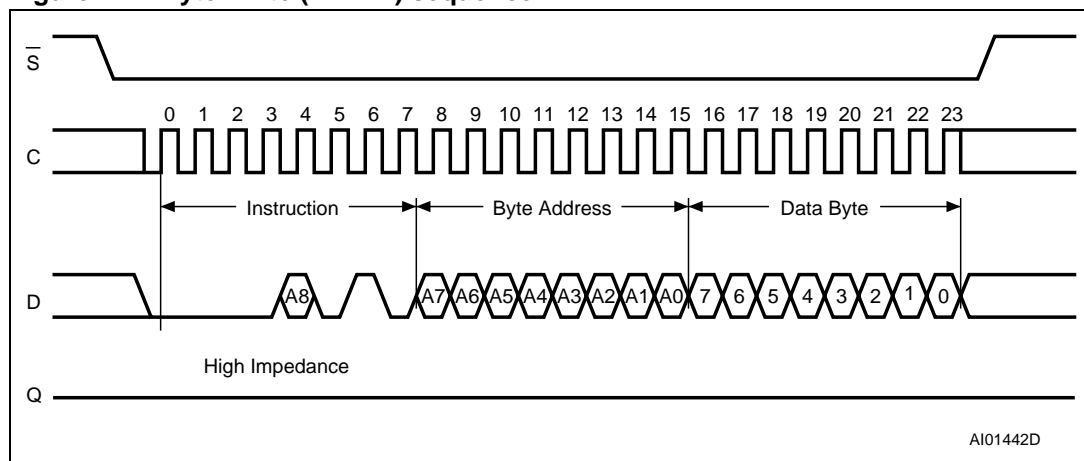 S
0 1 2 3 4 5 6 7 8 9 10 11 12 13 14 15 16 17 18 19 20 21 22 23
C
Instruction Byte Address Data Byte
D A8 A7 A6 A5 A4 A3 A2 A1 A0 7 6 5 4 3 2 1 0
High Impedance
Q
AI01442D